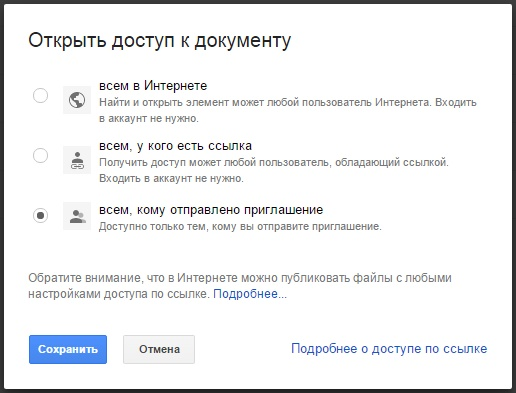 Открыть доступ к документу
всем в Интернете
Найти и открыть элемент может любой пользователь Интернета. Входить
в аккаунт не нужно.
всем, у кого есть ссылка
Получить доступ может любой пользователь, обладающий ссылкой.
Входить в аккаунт не нужно.
всем, кому отправлено приглашение
Доступно только тем, кому вы отправите приглашение.
Обратите внимание, что в Интернете можно публиковать файлы с любыми
настройками доступа по ссылке. Подробнее...
Сохранить
Отмена
Подробнее о доступе по ссылке